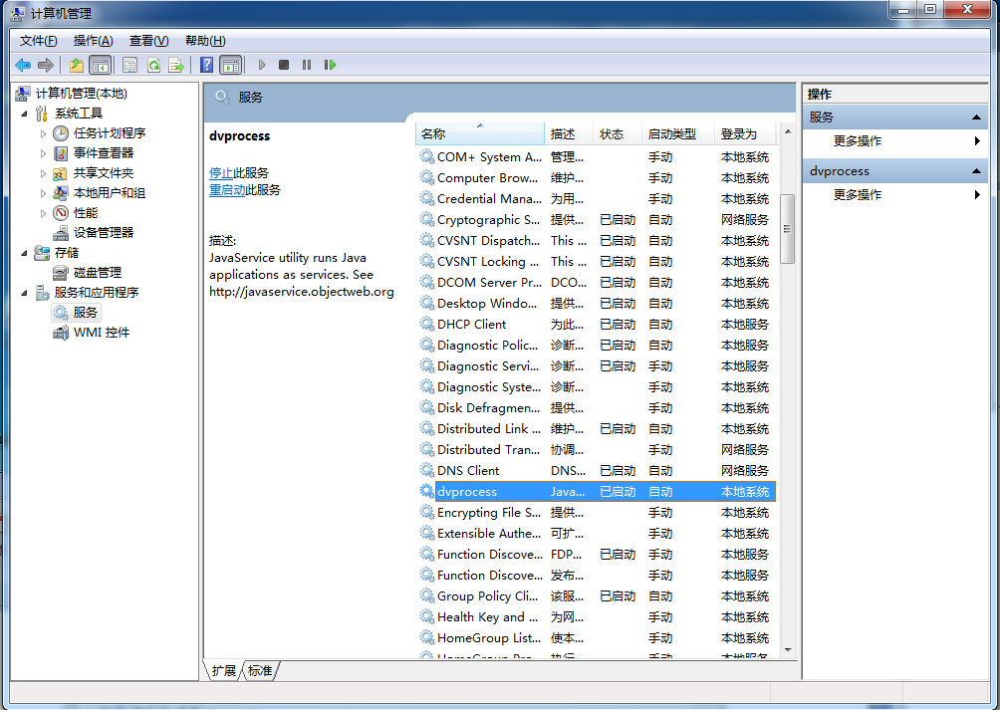 计算机管理
文件(F) 操作(A) 查看(V) 帮助(H)
计算机管理(本地)
系统工具
任务计划程序
事件查看器
共享文件夹
本地用户和组
性能
设备管理器
存储
磁盘管理
服务和应用程序
服务
WMI 控件
服务
dvprocess
停止此服务
重启动此服务
描述:
JavaService utility runs Java
applications as services. See
http://javaservice.objectweb.org
名称 描述 状态 启动类型 登录为
COM+ System A... 管理... 手动 本地系统
Computer Brow... 维护... 手动 本地系统
Credential Mana... 为用... 手动 本地系统
Cryptographic S... 提供... 已启动 自动 网络服务
CVSNT Dispatch... This ... 已启动 自动 本地系统
CVSNT Locking ... This ... 已启动 自动 本地系统
DCOM Server Pr... DCO... 已启动 自动 本地系统
Desktop Windo... 提供... 已启动 自动 本地系统
DHCP Client 为此... 已启动 自动 本地服务
Diagnostic Polic... 诊断... 已启动 自动 本地服务
Diagnostic Servi... 诊断... 已启动 手动 本地服务
Diagnostic Syste... 诊断... 手动 本地系统
Disk Defragmen... 提供... 手动 本地系统
Distributed Link ... 维护... 已启动 自动 本地系统
Distributed Tran... 协调... 手动 网络服务
DNS Client DNS... 已启动 自动 网络服务
dvprocess Java... 已启动 自动 本地系统
Encrypting File S... 提供... 手动 本地系统
Extensible Authe... 可扩... 手动 本地系统
Function Discove... FDP... 已启动 手动 本地服务
Function Discove... 发布... 手动 本地服务
Group Policy Cli... 该服... 已启动 自动 本地系统
Health Key and ... 为网... 手动 本地系统
HomeGroup List... 使本... 手动 本地系统
HomeGroup Pro... 执行... 手动 本地服务
扩展 标准
操作
服务
更多操作
dvprocess
更多操作